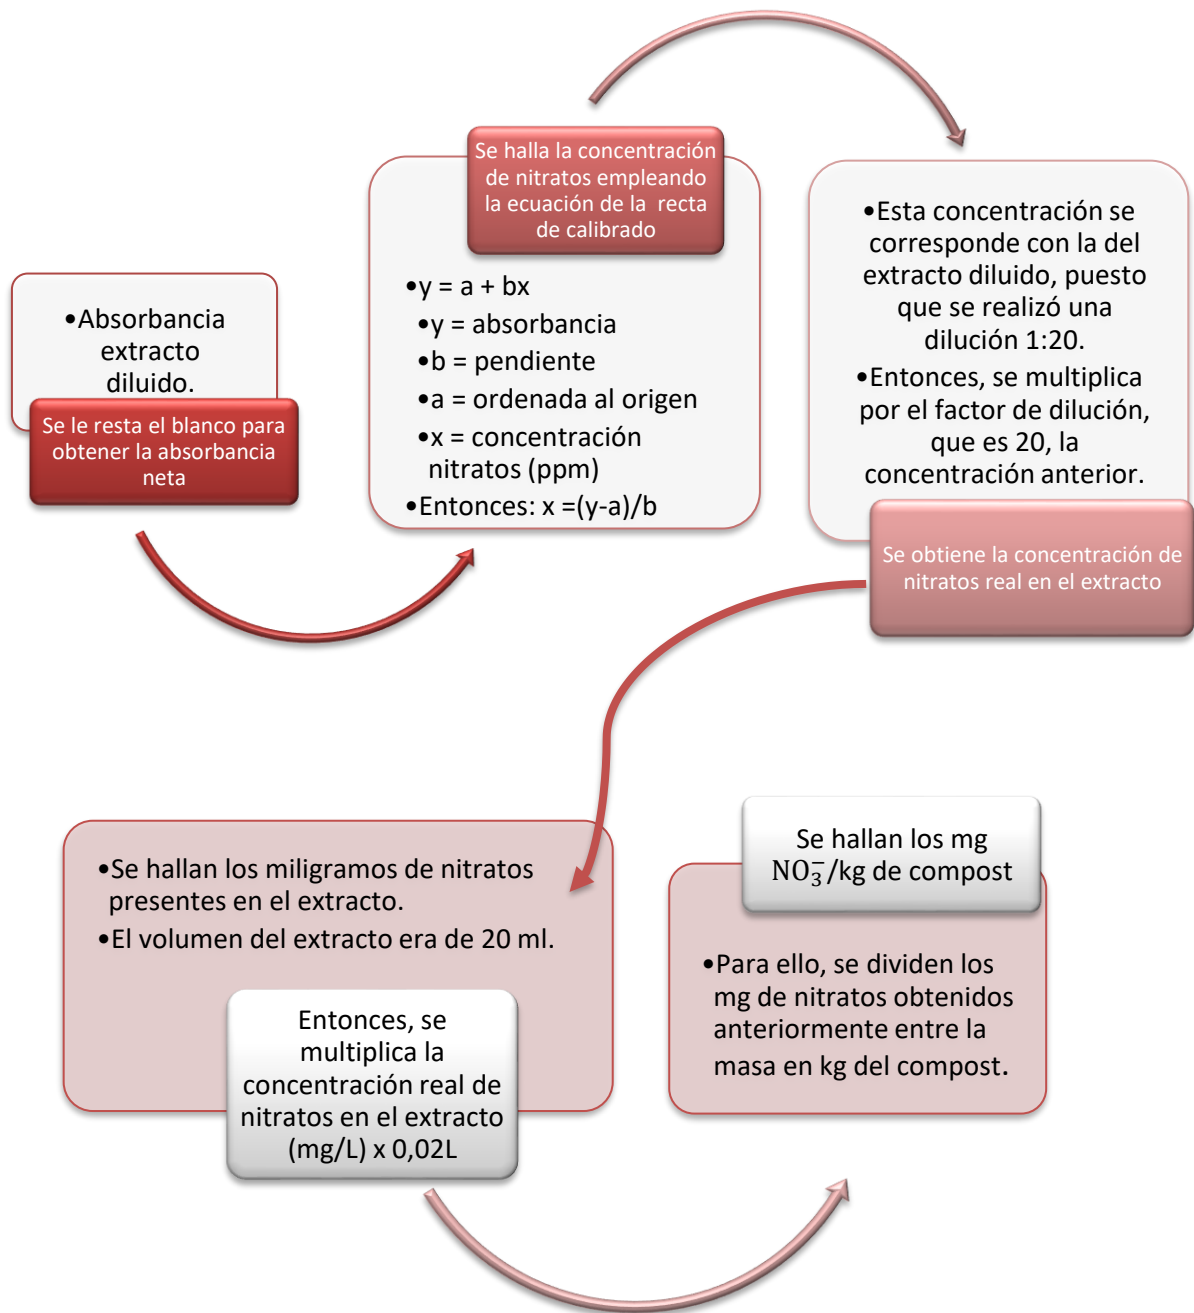 •Absorbancia
extracto
diluido.
Se le resta el blanco para
obtener la absorbancia
neta
Se halla la concentración
de nitratos empleando
la ecuación de la recta
de calibrado
•y = a + bx
•y = absorbancia
•b = pendiente
•a = ordenada al origen
•x = concentración
nitratos (ppm)
•Entonces: x =(y-a)/b
•Esta concentración se
corresponde con la del
extracto diluido, puesto
que se realizó una
dilución 1:20.
•Entonces, se multiplica
por el factor de dilución,
que es 20, la
concentración anterior.
Se obtiene la concentración de
nitratos real en el extracto
•Se hallan los miligramos de nitratos
presentes en el extracto.
•El volumen del extracto era de 20 ml.
Entonces, se
multiplica la
concentración real de
nitratos en el extracto
(mg/L) x 0,02L
Se hallan los mg
NO₃⁻/kg de compost
•Para ello, se dividen los
mg de nitratos obtenidos
anteriormente entre la
masa en kg del compost.